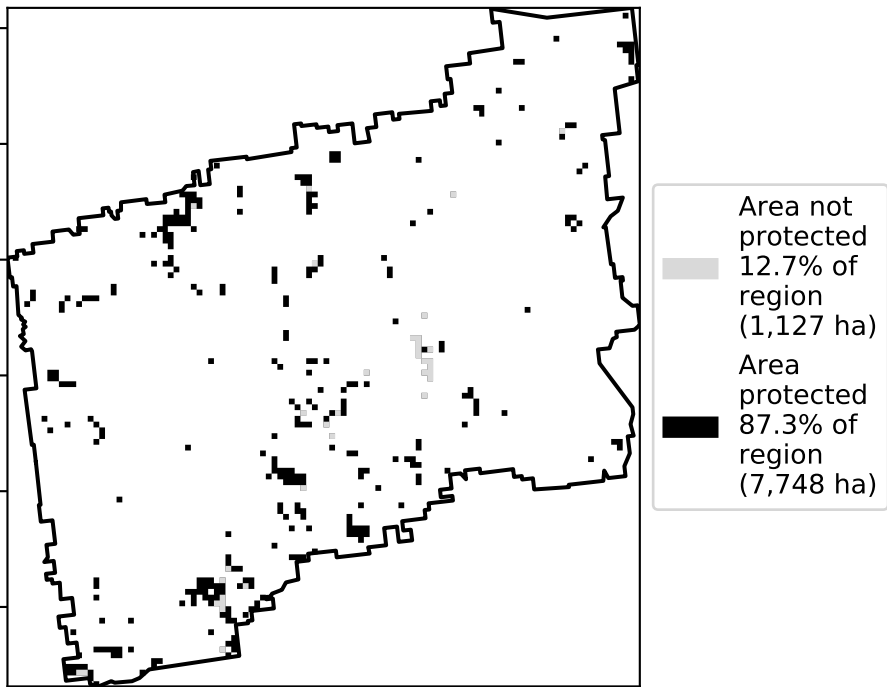 Area not
protected
12.7% of
region
(1,127 ha)
Area
protected
87.3% of
region
(7,748 ha)